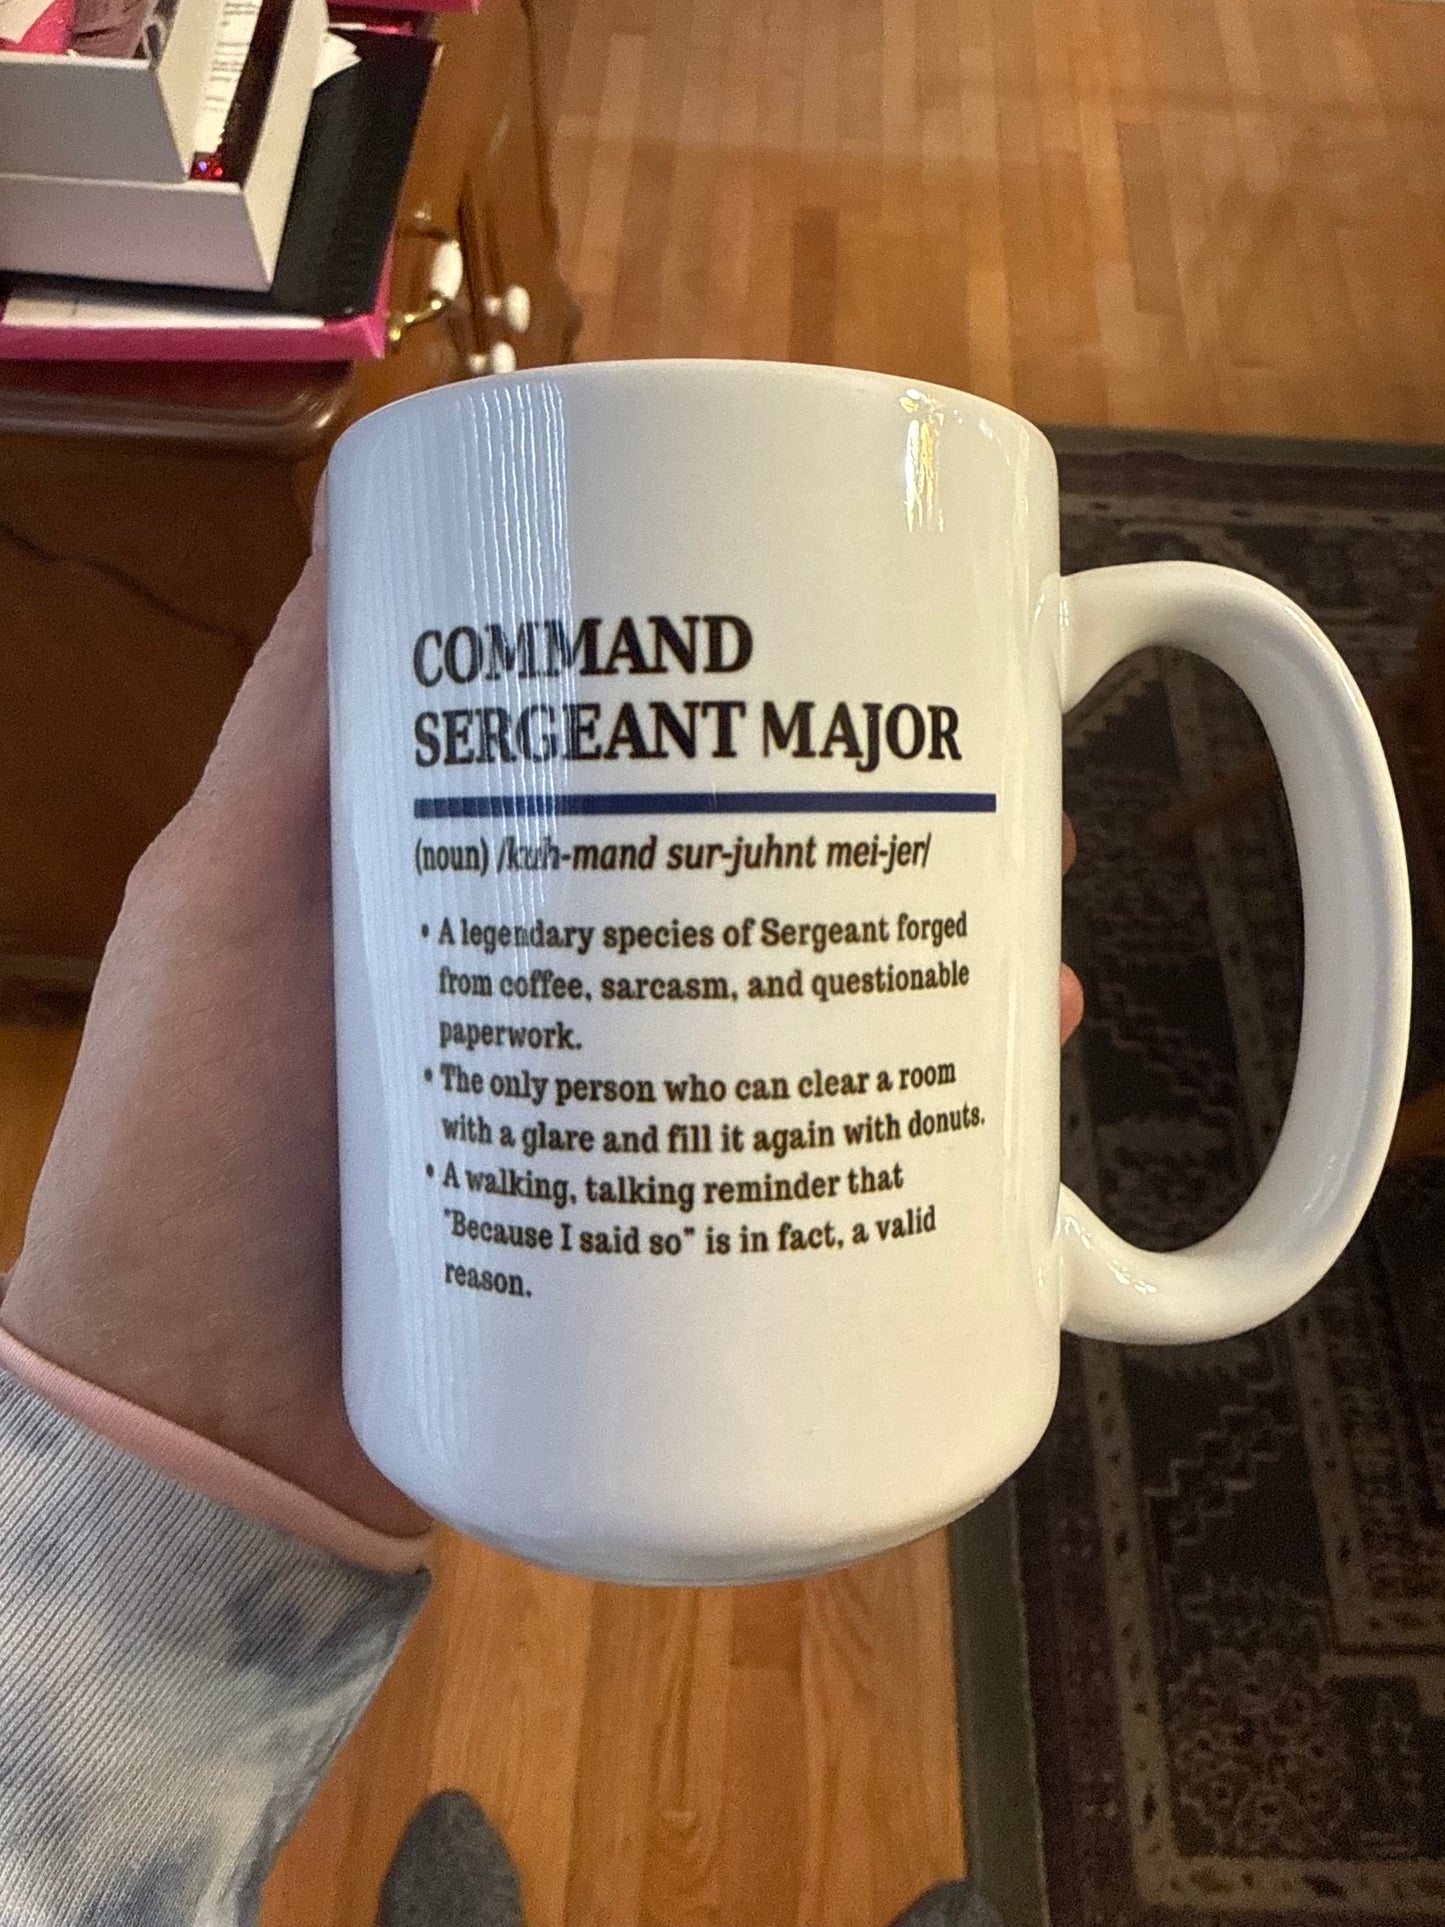 COMMAND
SERGEANT MAJOR
(noun) /kuh-mand sur-juhnt mei-jer/
• A legendary species of Sergeant forged
from coffee, sarcasm, and questionable
paperwork.
• The only person who can clear a room
with a glare and fill it again with donuts.
• A walking, talking reminder that
"Because I said so" is in fact, a valid
reason.